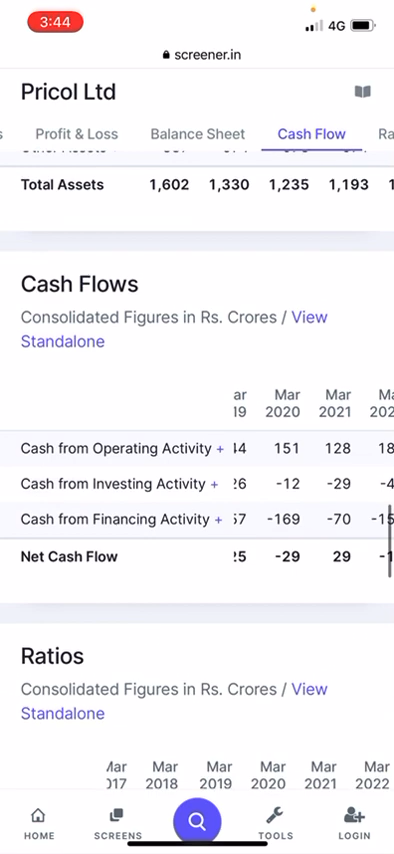 3:44 4G
screener.in
Pricol Ltd
Profit & Loss Balance Sheet Cash Flow
Total Assets 1,602 1,330 1,235 1,193
Cash Flows
Consolidated Figures in Rs. Crores / View
Standalone
Mar Mar
2020 2021
Cash from Operating Activity + 151 128
Cash from Investing Activity + -12 -29
Cash from Financing Activity + -169 -70
Net Cash Flow -29 29
Ratios
Consolidated Figures in Rs. Crores / View
Standalone
Mar Mar Mar Mar Mar Mar
2018 2019 2020 2021 2022
HOME SCREENS TOOLS LOGIN